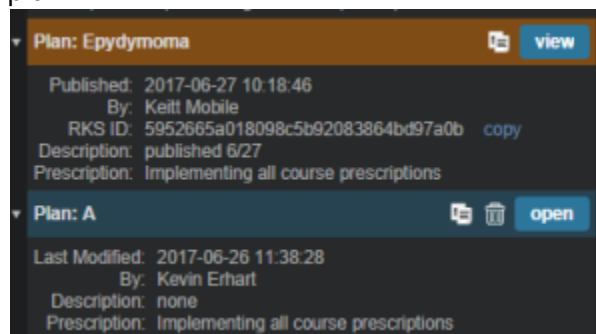 Plan: Epydymoma view
Published: 2017-06-27 10:18:46
By: Keitt Mobile
RKS ID: 5952665a018098c5b92083864bd97a0b copy
Description: published 6/27
Prescription: Implementing all course prescriptions
Plan: A open
Last Modified: 2017-06-26 11:38:28
By: Kevin Erhart
Description: none
Prescription: Implementing all course prescriptions